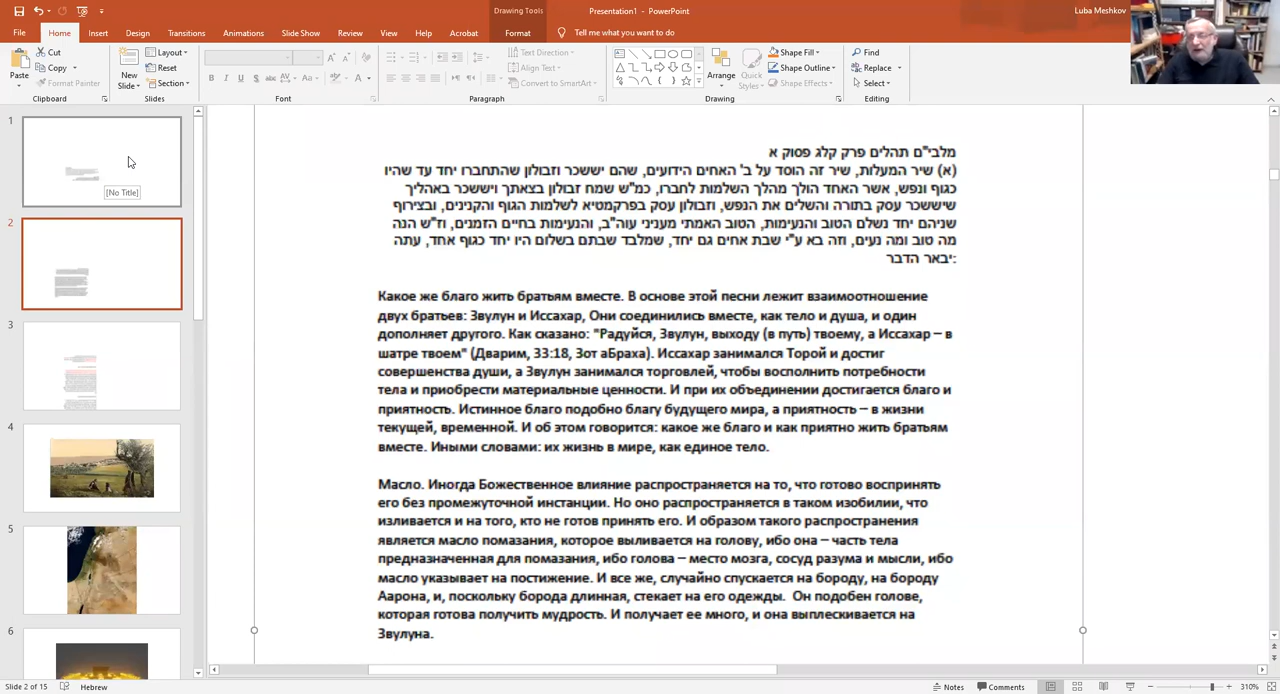 Drawing Tools
Presentation1 - PowerPoint
Luba Meshkov
File Home Insert Design Transitions Animations Slide Show Review View Help Acrobat Format Tell me what you want to do
Paste
Cut
Copy
Format Painter
Clipboard
New
Slide
Layout
Reset
Section
Slides
Font
Text Direction
Align Text
Convert to SmartArt
Paragraph
Arrange
Quick
Styles
Shape Fill
Shape Outline
Shape Effects
Drawing
Find
Replace
Select
Editing
1
[No Title]
2
3
4
5
6
מלבי"ם תהלים פרק קלג פסוק א
(א) שיר המעלות, שיר זה הוסד על ב' האחים הידועים, שהם יששכר וזבולון שהתחברו יחד עד שהיו
כגוף ונפש, אשר האחד הולך מהלך השלמות לחברו, כמ"ש שמח זבולון בצאתך ויששכר באהליך
שיששכר עסק בתורה והשלים את הנפש, וזבולון עסק בפרקמטיא לשלמות הגוף והקנינים, ובצירוף
שניהם יחד נשלם הטוב והנעימות, הטוב האמתי מעניני עוה"ב, והנעימות בחיים הזמנים, וז"ש הנה
מה טוב ומה נעים, וזה בא ע"י שבת אחים גם יחד, שמלבד שבתם בשלום היו יחד כגוף אחד, עתה
יבאר הדבר:
Какое же благо жить братьям вместе. В основе этой песни лежит взаимоотношение
двух братьев: Звулун и Иссахар, Они соединились вместе, как тело и душа, и один
дополняет другого. Как сказано: "Радуйся, Звулун, выходу (в путь) твоему, а Иссахар – в
шатре твоем" (Дварим, 33:18, Зот аБраха). Иссахар занимался Торой и достиг
совершенства души, а Звулун занимался торговлей, чтобы восполнить потребности
тела и приобрести материальные ценности. И при их объединении достигается благо и
приятность. Истинное благо подобно благу будущего мира, а приятность – в жизни
текущей, временной. И об этом говорится: какое же благо и как приятно жить братьям
вместе. Иными словами: их жизнь в мире, как единое тело.
Масло. Иногда Божественное влияние распространяется на то, что готово воспринять
его без промежуточной инстанции. Но оно распространяется в таком изобилии, что
изливается и на того, кто не готов принять его. И образом такого распространения
является масло помазания, которое выливается на голову, ибо она – часть тела
предназначенная для помазания, ибо голова – место мозга, сосуд разума и мысли, ибо
масло указывает на постижение. И все же, случайно спускается на бороду, на бороду
Аарона, и, поскольку борода длинная, стекает на его одежды. Он подобен голове,
которая готова получить мудрость. И получает ее много, и она выплескивается на
Звулуна.
Slide 2 of 15
Hebrew
Notes
Comments
310%